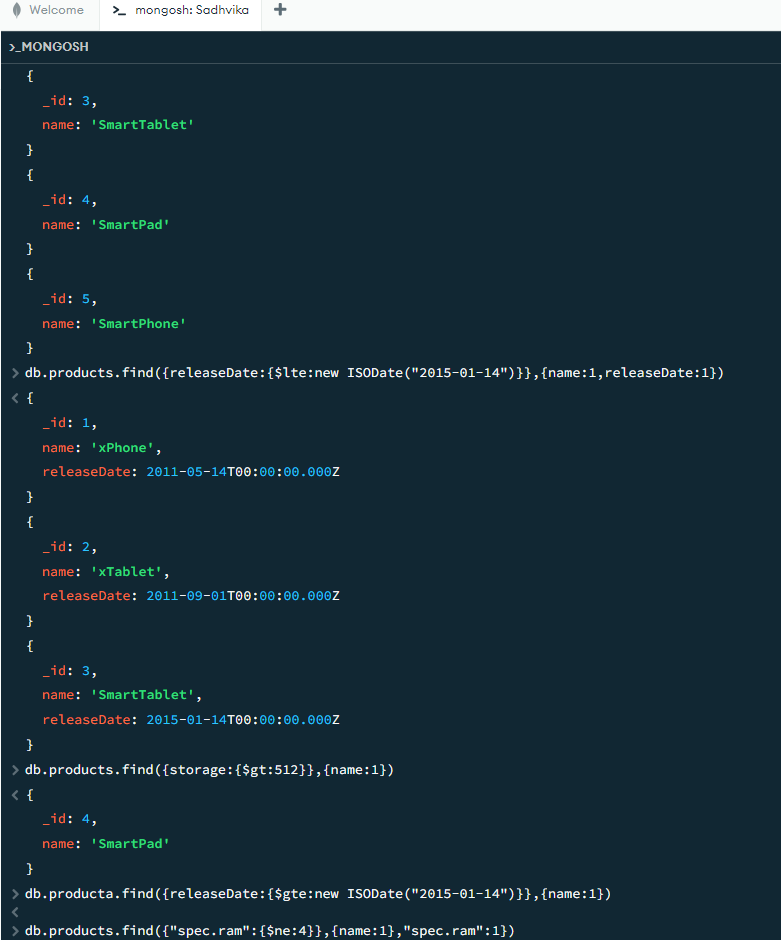 Welcome >_ mongosh: Sadhvika +
>_MONGOSH
{
_id: 3,
name: 'SmartTablet'
}
{
_id: 4,
name: 'SmartPad'
}
{
_id: 5,
name: 'SmartPhone'
}
> db.products.find({releaseDate:{$lte:new ISODate("2015-01-14")}},{name:1,releaseDate:1})
< {
_id: 1,
name: 'xPhone',
releaseDate: 2011-05-14T00:00:00.000Z
}
{
_id: 2,
name: 'xTablet',
releaseDate: 2011-09-01T00:00:00.000Z
}
{
_id: 3,
name: 'SmartTablet',
releaseDate: 2015-01-14T00:00:00.000Z
}
> db.products.find({storage:{$gt:512}},{name:1})
< {
_id: 4,
name: 'SmartPad'
}
> db.producta.find({releaseDate:{$gte:new ISODate("2015-01-14")}},{name:1})
<
> db.products.find({"spec.ram":{$ne:4}},{name:1},"spec.ram":1})